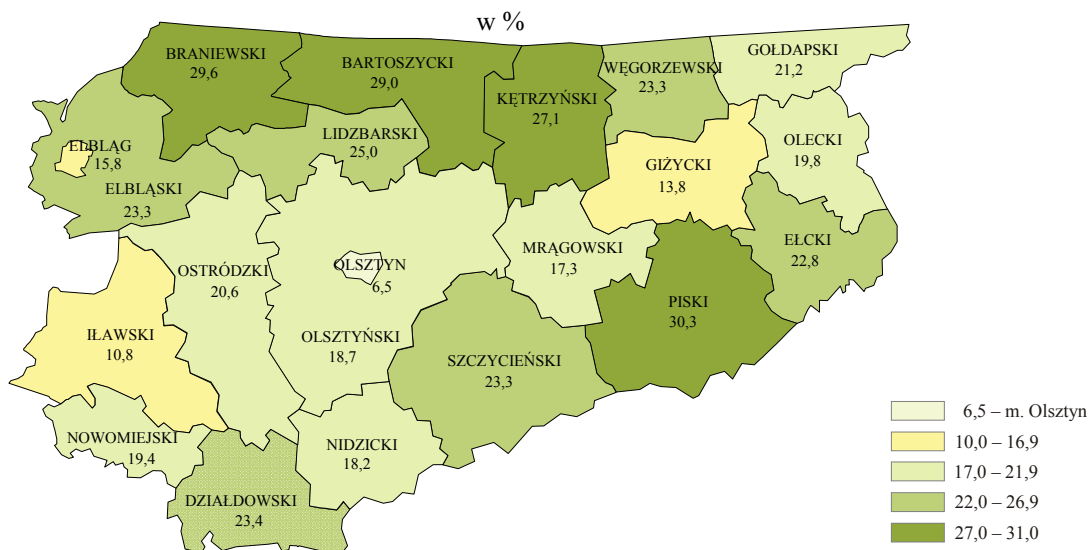 w %
BRANIEWSKI
29,6
BARTOSZYCKI
29,0
KĘTRZYŃSKI
27,1
WĘGORZEWSKI
23,3
GOŁDAPSKI
21,2
ELBLĄG
15,8
ELBLĄSKI
23,3
LIDZBARSKI
25,0
GIŻYCKI
13,8
OLECKI
19,8
OSTRÓDZKI
20,6
OLSZTYN
6,5
MRĄGOWSKI
17,3
EŁCKI
22,8
IŁAWSKI
10,8
OLSZTYŃSKI
18,7
SZCZYCIEŃSKI
23,3
PISKI
30,3
NOWOMIEJSKI
19,4
NIDZICKI
18,2
DZIAŁDOWSKI
23,4
6,5 – m. Olsztyn
10,0 – 16,9
17,0 – 21,9
22,0 – 26,9
27,0 – 31,0